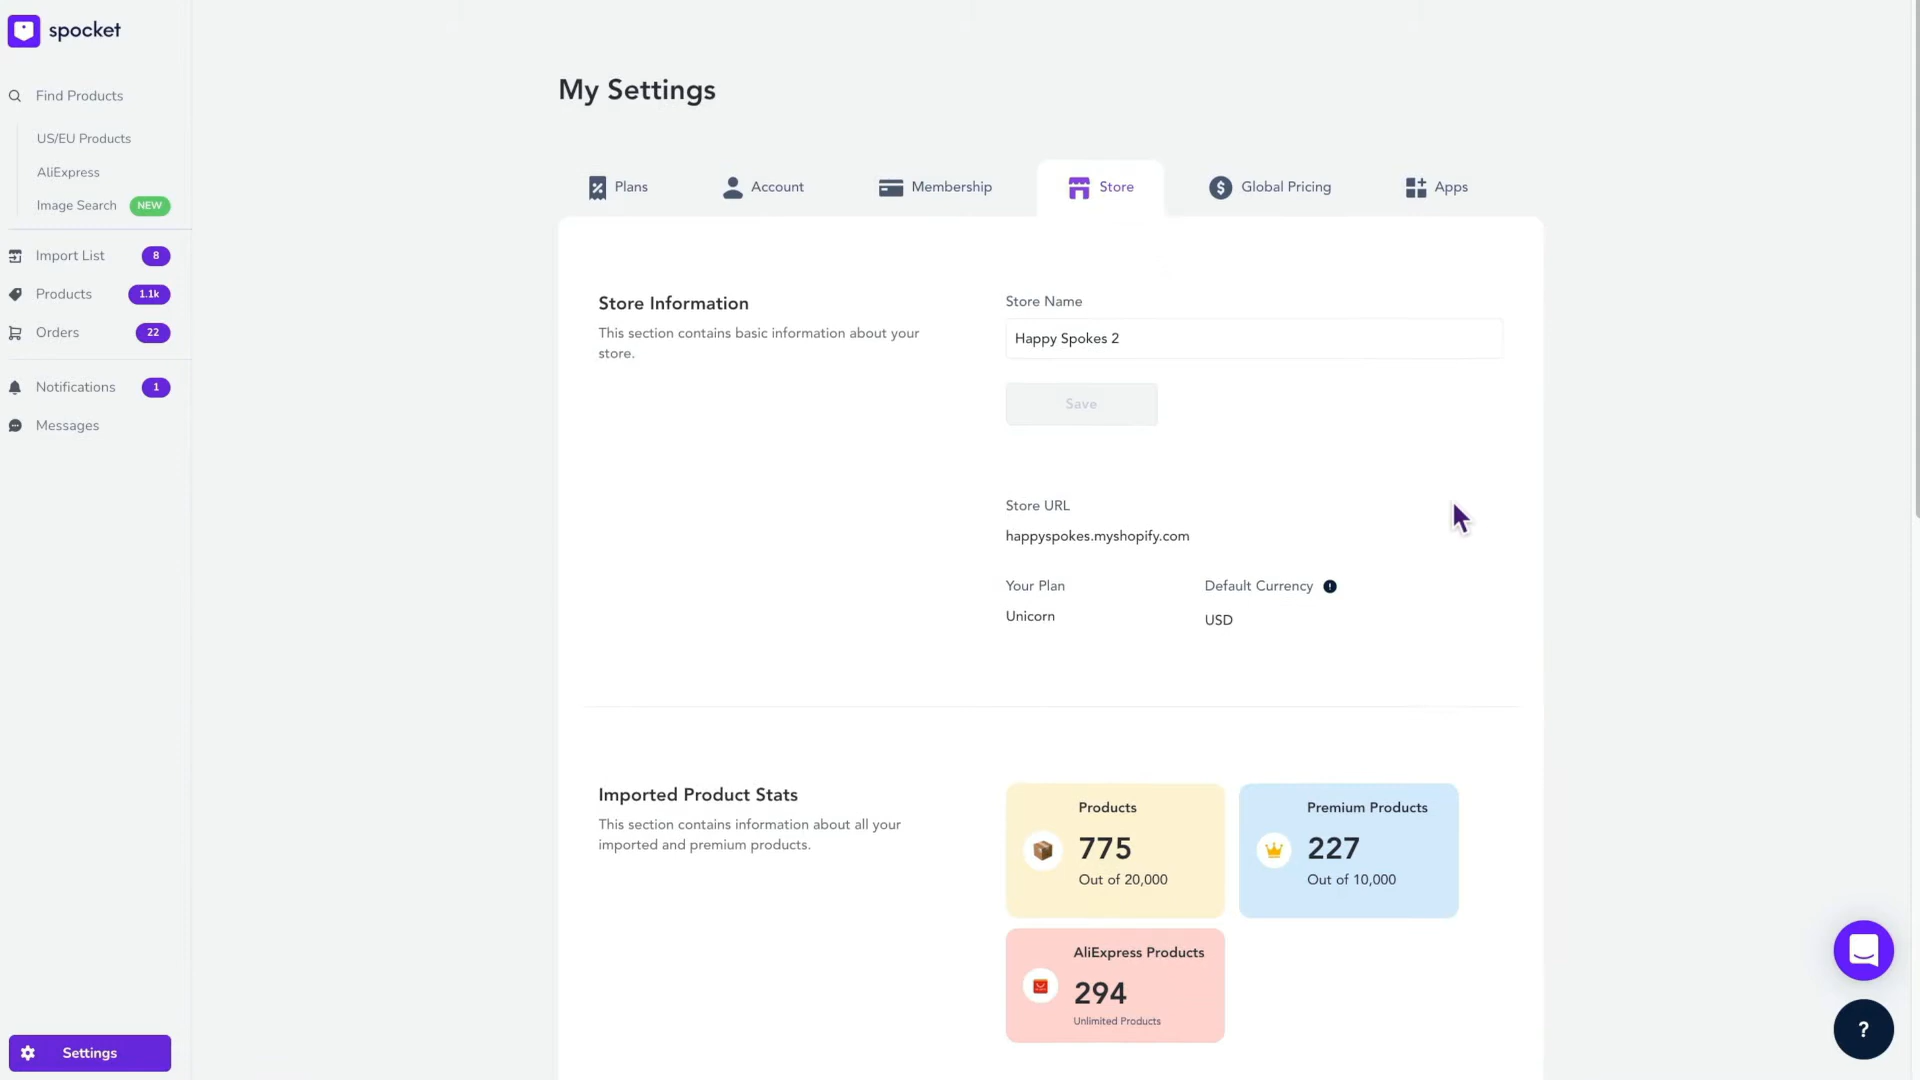 spocket
Find Products
US/EU Products
AliExpress
Image Search NEW
Import List 8
Products 1.1k
Orders 22
Notifications 1
Messages
Settings
My Settings
Plans
Account
Membership
Store
Global Pricing
Apps
Store Information
This section contains basic information about your
store.
Store Name
Happy Spokes 2
Save
Store URL
happyspokes.myshopify.com
Your Plan
Unicorn
Default Currency
USD
Imported Product Stats
This section contains information about all your
imported and premium products.
Products
775
Out of 20,000
Premium Products
227
Out of 10,000
AliExpress Products
294
Unlimited Products
?